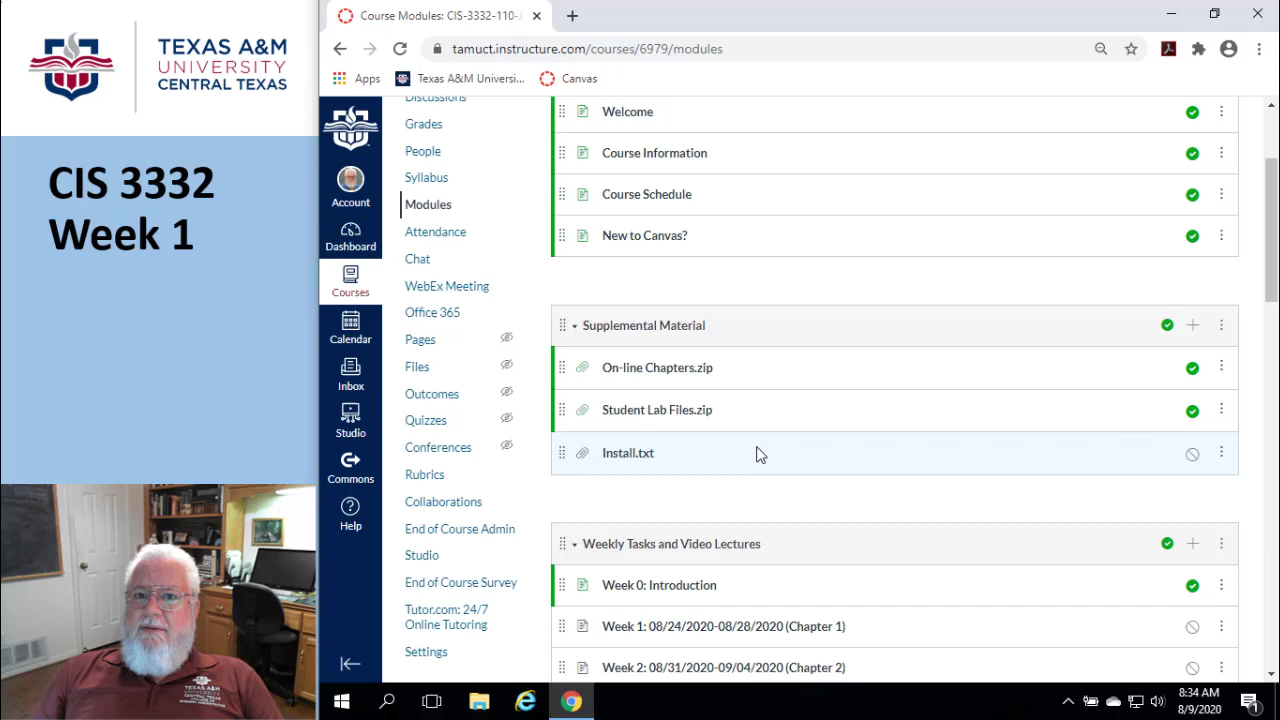 TEXAS A&M
UNIVERSITY
CENTRAL TEXAS
CIS 3332
Week 1
TEXAS A&M
UNIVERSITY
CENTRAL TEXAS
Course Modules: CIS-3332-110-
tamuct.instructure.com/courses/6979/modules
Apps
Texas A&M Universi...
Canvas
Account
Dashboard
Courses
Calendar
Inbox
Studio
Commons
Help
Discussions
Grades
People
Syllabus
Modules
Attendance
Chat
WebEx Meeting
Office 365
Pages
Files
Outcomes
Quizzes
Conferences
Rubrics
Collaborations
End of Course Admin
Studio
End of Course Survey
Tutor.com: 24/7
Online Tutoring
Settings
Welcome
Course Information
Course Schedule
New to Canvas?
Supplemental Material
On-line Chapters.zip
Student Lab Files.zip
Install.txt
Weekly Tasks and Video Lectures
Week 0: Introduction
Week 1: 08/24/2020-08/28/2020 (Chapter 1)
Week 2: 08/31/2020-09/04/2020 (Chapter 2)
8:34 AM
8/9/2020
1